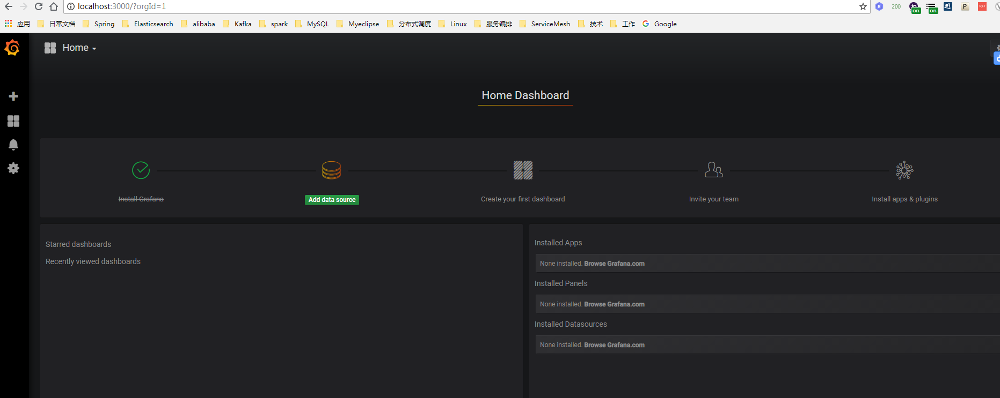 localhost:3000/?orgId=1
200
on
on
P
应用 日常文档 Spring Elasticsearch alibaba Kafka spark MySQL Myeclipse 分布式调度 Linux 服务编排 ServiceMesh 技术 工作 Google
Home
Home Dashboard
Install Grafana
Add data source
Create your first dashboard
Invite your team
Install apps & plugins
Starred dashboards
Recently viewed dashboards
Installed Apps
None installed. Browse Grafana.com
Installed Panels
None installed. Browse Grafana.com
Installed Datasources
None installed. Browse Grafana.com